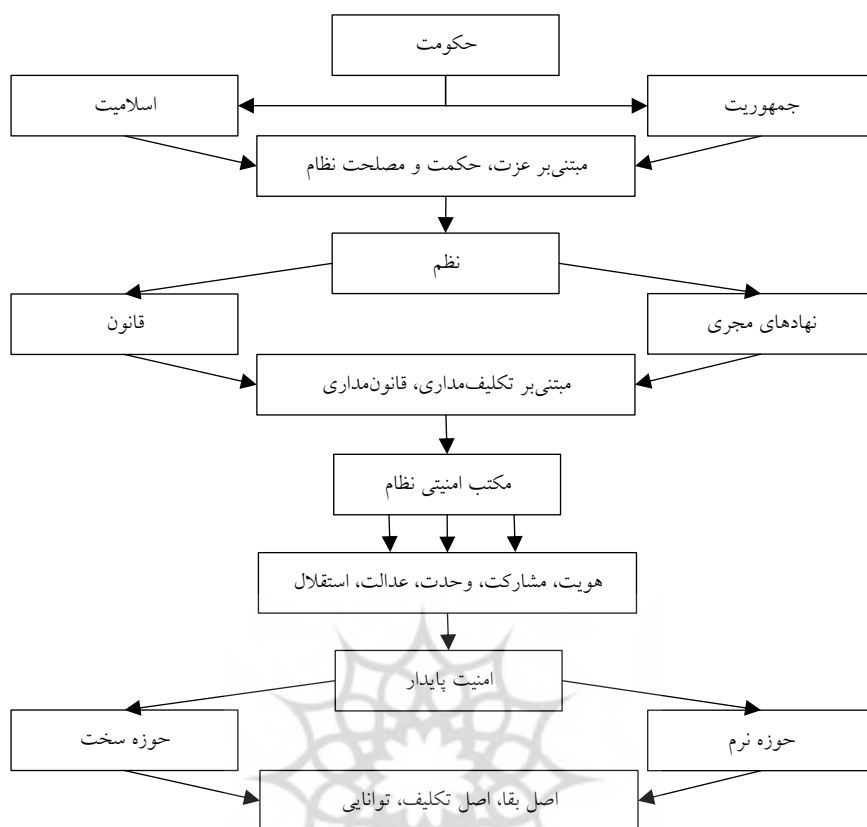 حکومت
جمهوریت
اسلامیت
مبتنی‌بر عزت، حکمت و مصلحت نظام
نظم
نهادهای مجری
قانون
مبتنی‌بر تکلیف‌مداری، قانون‌مداری
مکتب امنیتی نظام
هویت، مشارکت، وحدت، عدالت، استقلال
امنیت پایدار
حوزه نرم
حوزه سخت
اصل بقا، اصل تکلیف، توانایی